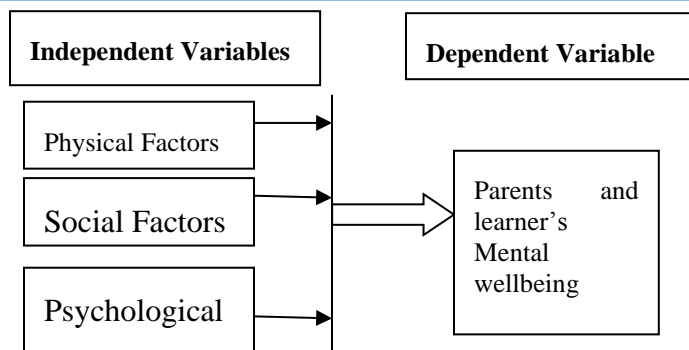 Independent Variables
Dependent Variable
Physical Factors
Social Factors
Psychological
Parents and
learner's
Mental
wellbeing